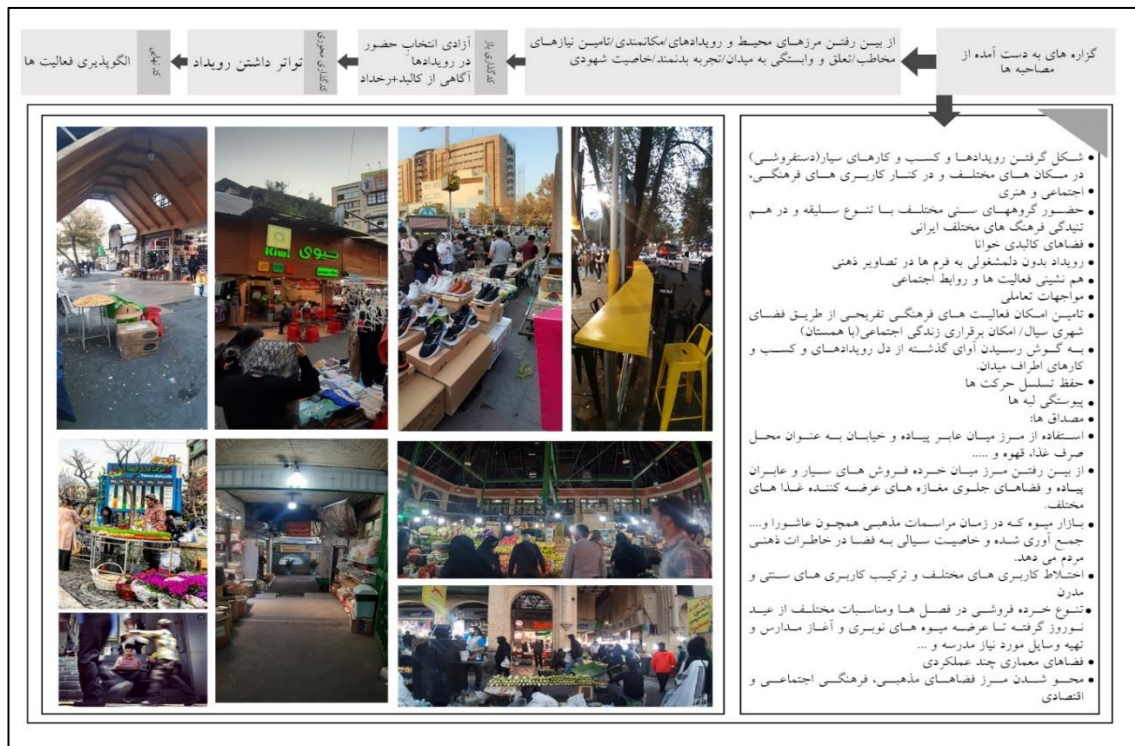 گزاره های به دست آمده از
مصاحبه ها
از بین رفتن مرزهای محیط و رویدادهای/مکانمندی/تامین نیازهای
مخاطب/تعلق و وابستگی به میدان/تجربه بدنمند/خاصیت شهودی
کدگذاری باز
آزادی انتخاب حضور
در رویدادها
آگاهی از کالبد+رخداد
کدگذاری محوری
تواتر داشتن رویداد
کد نهایی
الگوپذیری فعالیت ها
• شکل گرفتن رویدادها و کسب و کارهای سیار(دستفروشی)
در مکان های مختلف و در کنار کاربری های فرهنگی،
• اجتماعی و هنری
• حضور گروههای سنی مختلف با تنوع سلیقه و در هم
تنیدگی فرهنگ های مختلف ایرانی
• فضاهای کالبدی خوانا
• رویداد بدون دلمشغولی به فرم ها در تصاویر ذهنی
• هم نشینی فعالیت ها و روابط اجتماعی
• مواجهات تعاملی
• تامین امکان فعالیت های فرهنگی تفریحی از طریق فضای
شهری سیال/ امکان برقراری زندگی اجتماعی(با همستان)
• به گوش رسیدن آوای گذشته از دل رویدادهای و کسب و
کارهای اطراف میدان.
• حفظ تسلسل حرکت ها
• پیوستگی لبه ها
• مصداق ها:
• استفاده از مرز میان عابر پیاده و خیابان به عنوان محل
صرف غذا، قهوه و .....
• از بین رفتن مرز میان خرده فروش های سیار و عابران
پیاده و فضاهای جلوی مغازه های عرضه کننده غذا های
مختلف.
• بازار میوه که در زمان مراسمات مذهبی همچون عاشورا و....
جمع آوری شده و خاصیت سیالی به فضا در خاطرات ذهنی
مردم می دهد.
• اختلاط کاربری های مختلف و ترکیب کاربری های سنتی و
مدرن
• تنوع خرده فروشی در فصل ها ومناسبات مختلف از عید
نوروز گرفته تا عرضه میوه های نوبری و آغاز مدارس و
تهیه وسایل مورد نیاز مدرسه و ...
• فضاهای معماری چند عملکردی
• محو شدن مرز فضاهای مذهبی، فرهنگی اجتماعی و
اقتصادی
Kiwi